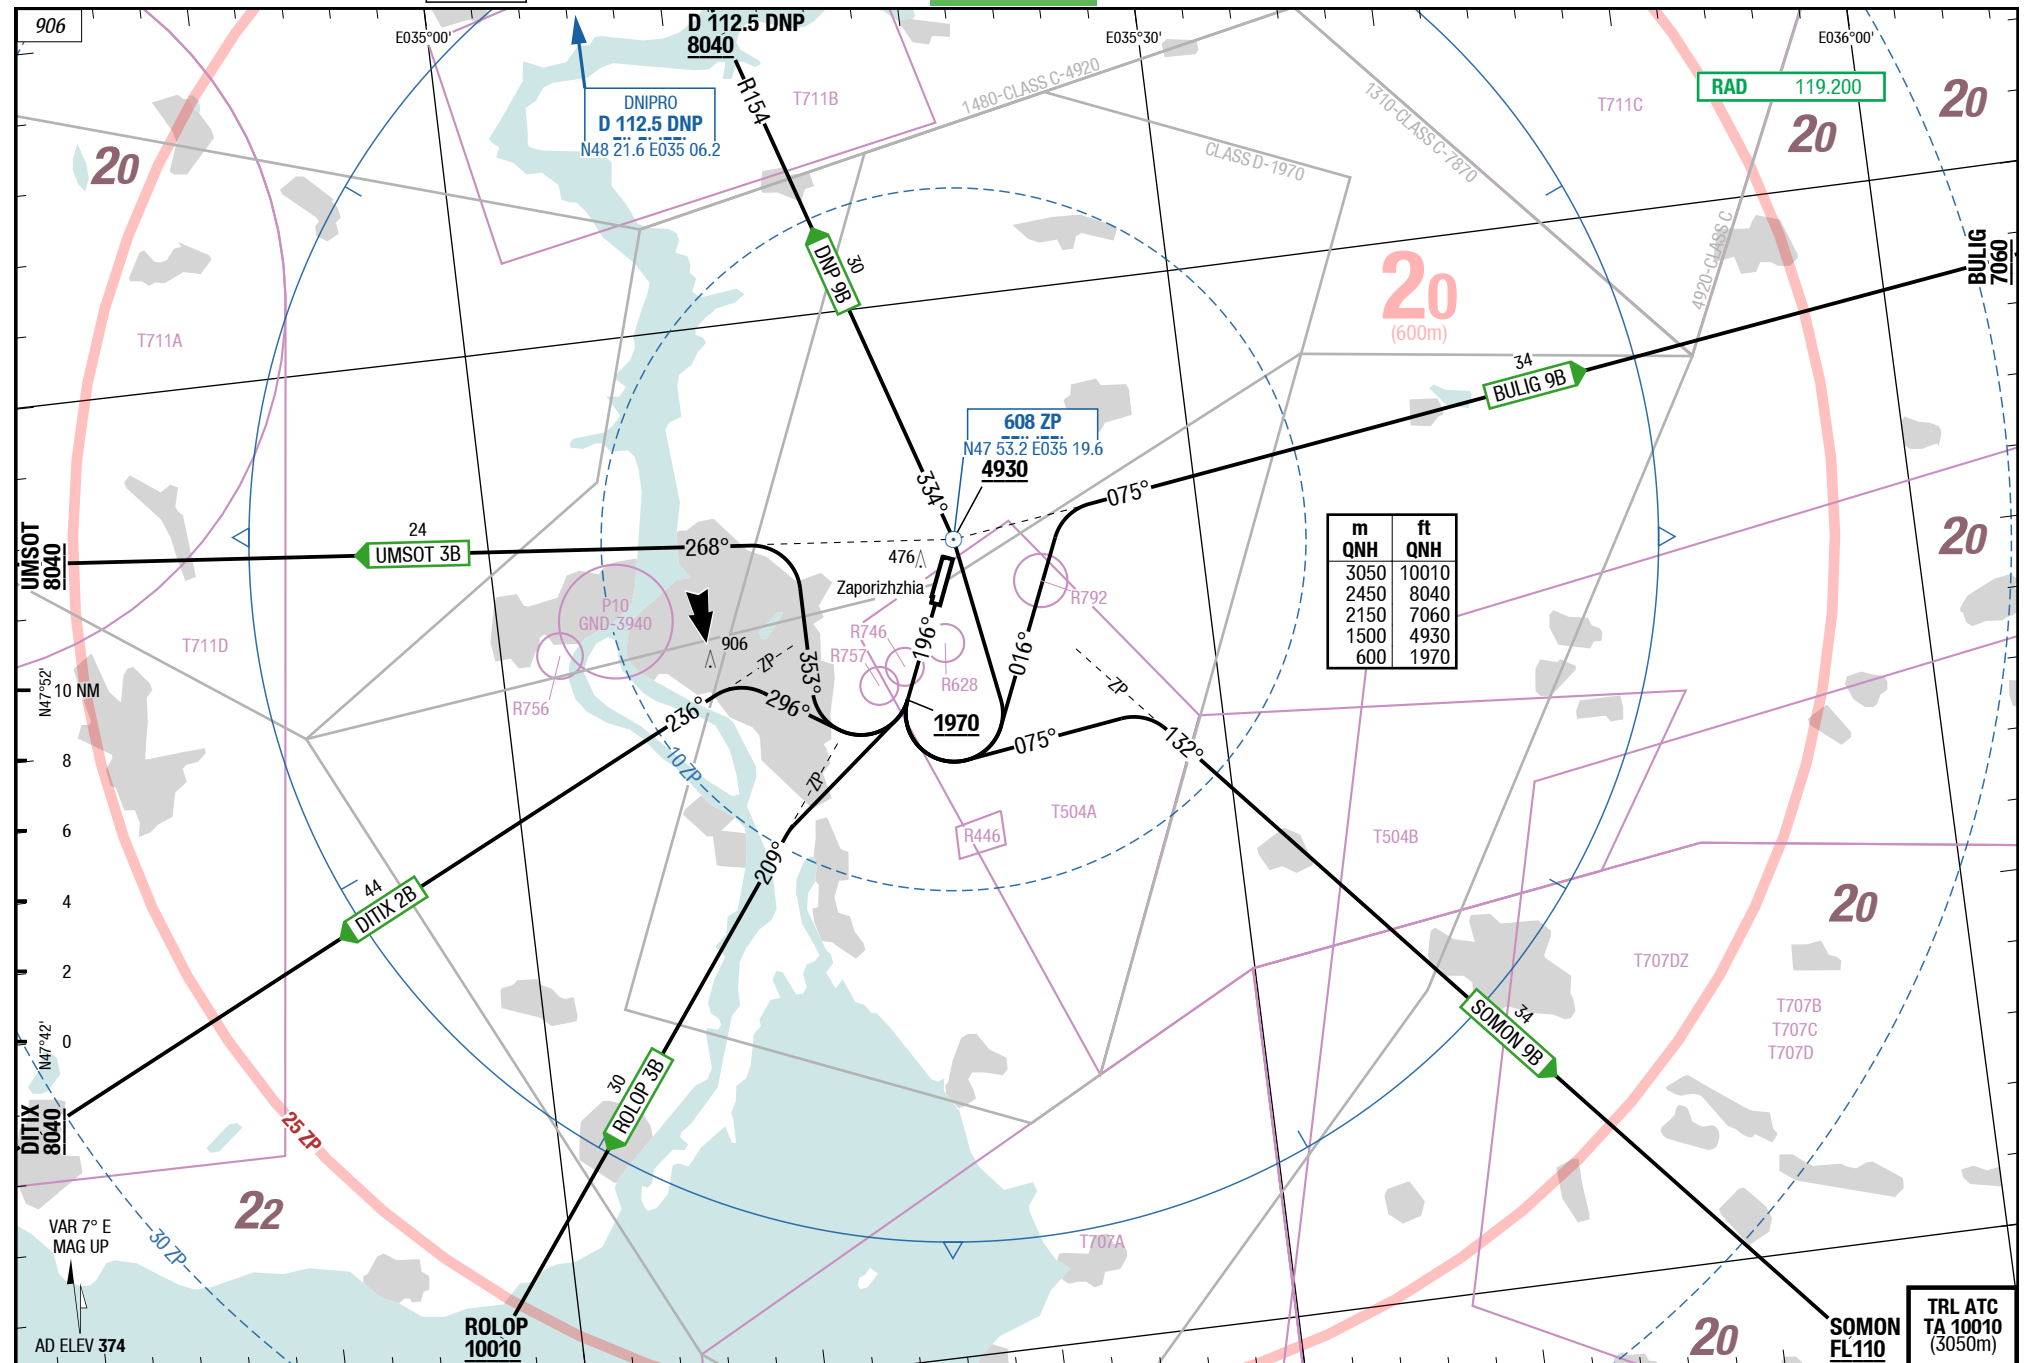 906
D 112.5 DNP
8040
E035°00'
E035°30'
E036°00'
DNIPRO
D 112.5 DNP
N48 21.6 E035 06.2
R154
T711B
1480-CLASS C-4920
1310-CLASS C-7870
CLASS D-1970
4920-CLASS C
T711C
RAD 119.200
20
20
20
BULIG
7060
DNP 9B
30
20
(600m)
T711A
34
BULIG 9B
608 ZP
N47 53.2 E035 19.6
4930
334°
075°
UMSOT
8040
24
UMSOT 3B
268°
476
Zaporizhzhia
m ft
QNH QNH
3050 10010
2450 8040
2150 7060
1500 4930
600 1970
20
P10
GND-3940
R792
T711D
906
R746
R757
196°
016°
353°
R628
ZP
ZP
R756
N47°52'
10 NM
236°
296°
1970
075°
132°
10 ZP
ZP
8
6
4
2
0
T504A
R446
T504B
209°
44
DITIX 2B
20
T707DZ
T707B
T707C
T707D
34
SOMON 9B
N47°42'
30
ROLOP 3B
DITIX
8040
25 ZP
22
30 ZP
VAR 7° E
MAG UP
AD ELEV 374
T707A
ROLOP
10010
20
SOMON
FL110
TRL ATC
TA 10010
(3050m)